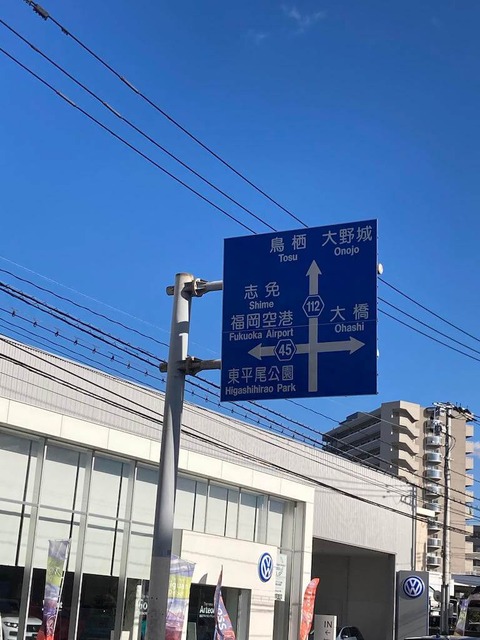 鳥栖 大野城
Tosu Onojo
志免
Shime
112
福岡空港
Fukuoka Airport
大橋
Ohashi
45
東平尾公園
Higashihirao Park
IN